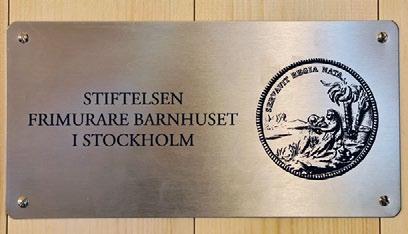 STIFTELSEN
FRIMURARE BARNHUSET
I STOCKHOLM
SERVAVIT REGIA NATA